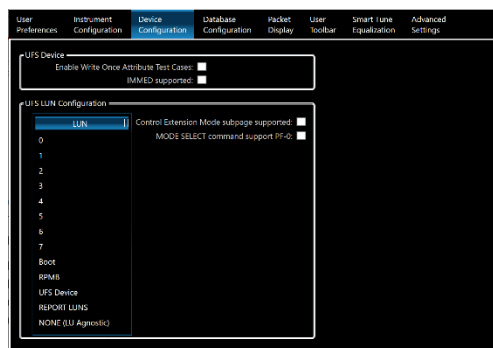 User Preferences
Instrument Configuration
Device Configuration
Database Configuration
Packet Display
User Toolbar
Smart Tune Equalization
Advanced Settings
UFS Device
Enable Write Once Attribute Test Cases:
IMMED supported:
UFS LUN Configuration
LUN
Control Extension Mode subpage supported:
MODE SELECT command support PF-0:
0
1
2
3
4
5
6
7
Boot
RPMB
UFS Device
REPORT LUNS
NONE (LU Agnostic)